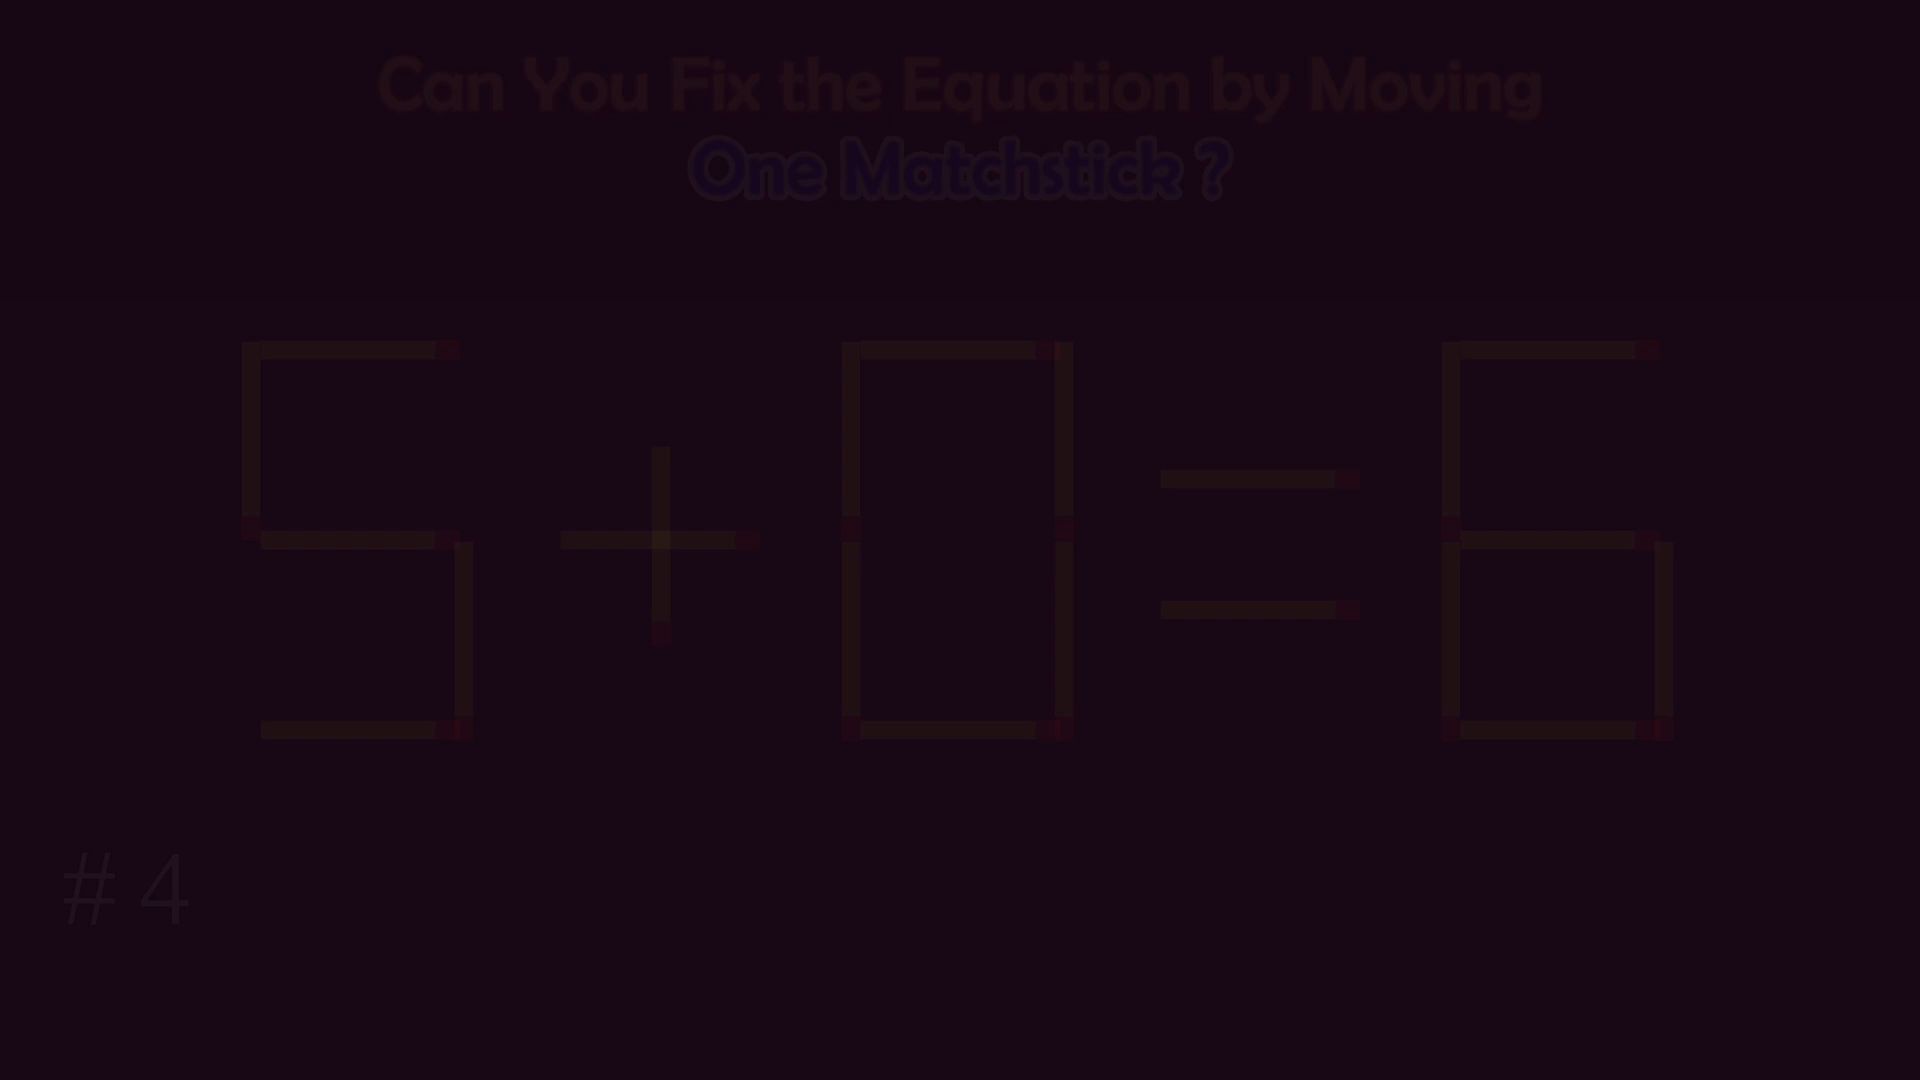 Can You Fix the Equation by Moving
One Matchstick ?
5 + 0 = 6
# 4